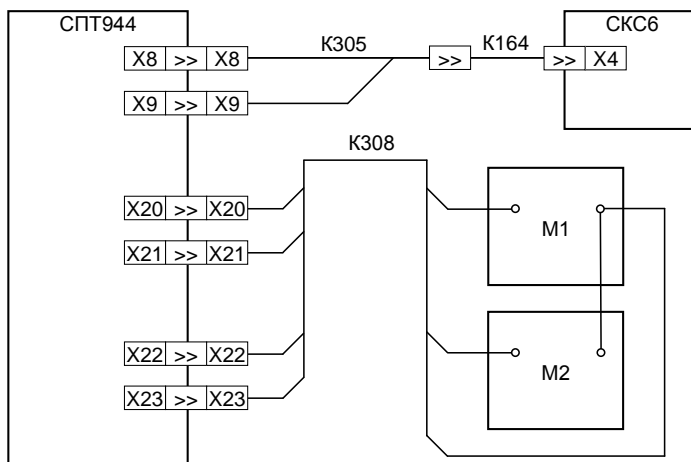 СПТ944
СКС6
К305
К164
X8 >> X8
>>
>> X4
X9 >> X9
К308
X20 >> X20
X21 >> X21
М1
X22 >> X22
М2
X23 >> X23